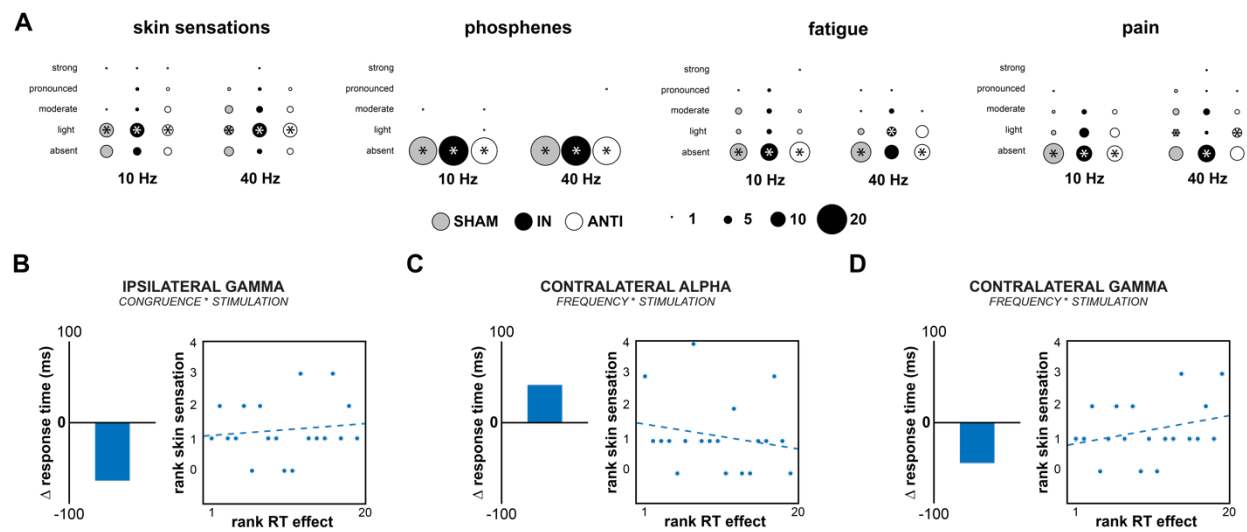 A
skin sensations
phosphenes
fatigue
pain
strong
pronounced
moderate
light
absent
10 Hz
40 Hz
strong
pronounced
moderate
light
absent
10 Hz
40 Hz
strong
pronounced
moderate
light
absent
10 Hz
40 Hz
strong
pronounced
moderate
light
absent
10 Hz
40 Hz
SHAM IN ANTI 1 5 10 20
B
IPSILATERAL GAMMA
CONGRUENCE * STIMULATION
100
0
-100
Δ response time (ms)
4
3
2
1
0
rank skin sensation
1 20
rank RT effect
C
CONTRALATERAL ALPHA
FREQUENCY * STIMULATION
100
0
-100
Δ response time (ms)
4
3
2
1
0
rank skin sensation
1 20
rank RT effect
D
CONTRALATERAL GAMMA
FREQUENCY * STIMULATION
100
0
-100
Δ response time (ms)
4
3
2
1
0
rank skin sensation
1 20
rank RT effect